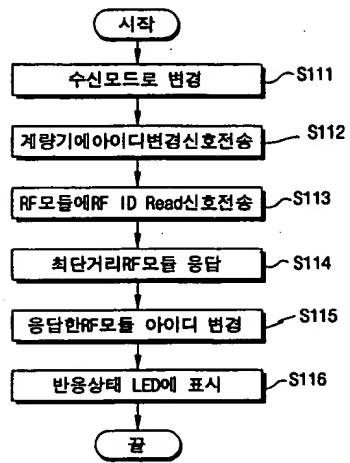 시작
수신모드로 변경 S111
계량기에아이디변경신호전송 S112
RF모듈에RF ID Read신호전송 S113
최단거리RF모듈 응답 S114
응답한RF모듈 아이디 변경 S115
반응상태 LED에 표시 S116
끝